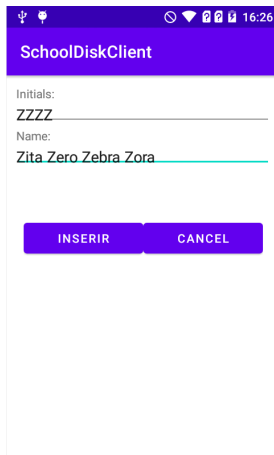 16:26
SchoolDiskClient
Initials:
ZZZZ
Name:
Zita Zero Zebra Zora
INSERIR CANCEL